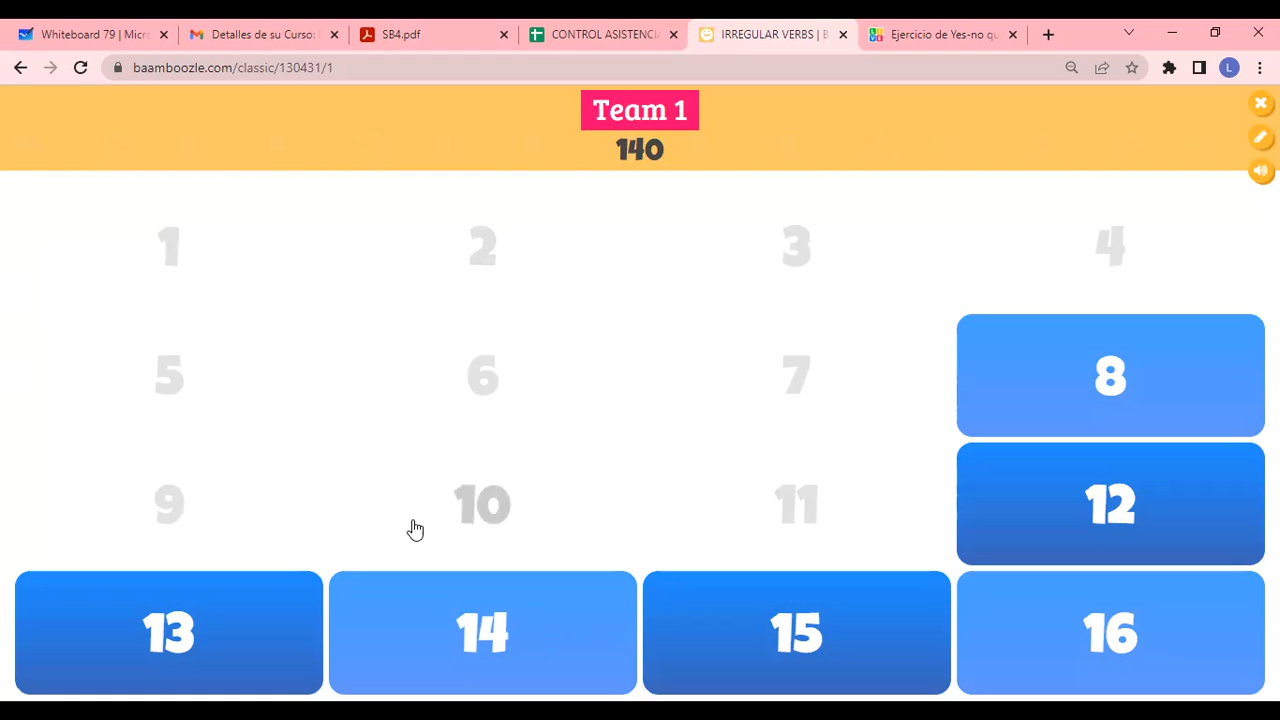 Whiteboard 79 | Micro
Detalles de su Curso:
SB4.pdf
CONTROL ASISTENCIA
IRREGULAR VERBS | B
Ejercicio de Yes-no qu
baamboozle.com/classic/130431/1
L
Team 1
140
1 2 3 4
5 6 7 8
9 10 11 12
13 14 15 16